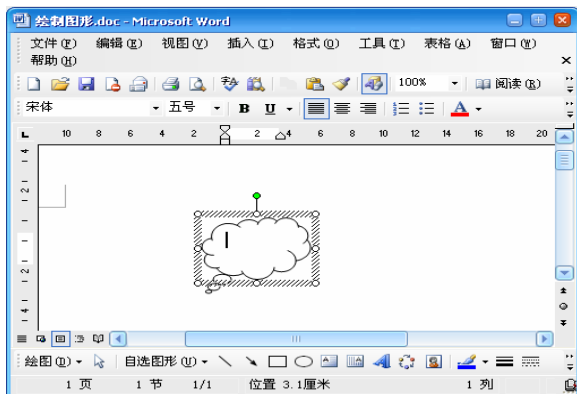 绘制图形.doc - Microsoft Word
文件(F) 编辑(E) 视图(V) 插入(I) 格式(O) 工具(T) 表格(A) 窗口(W)
帮助(H)
100% 阅读(R)
宋体 五号 B U A
10 8 6 4 2 2 4 6 8 10 12 14 16 18 20
2
2
4
绘图(D) 自选图形(U)
1 页 1 节 1/1 位置 3.1厘米 1 列